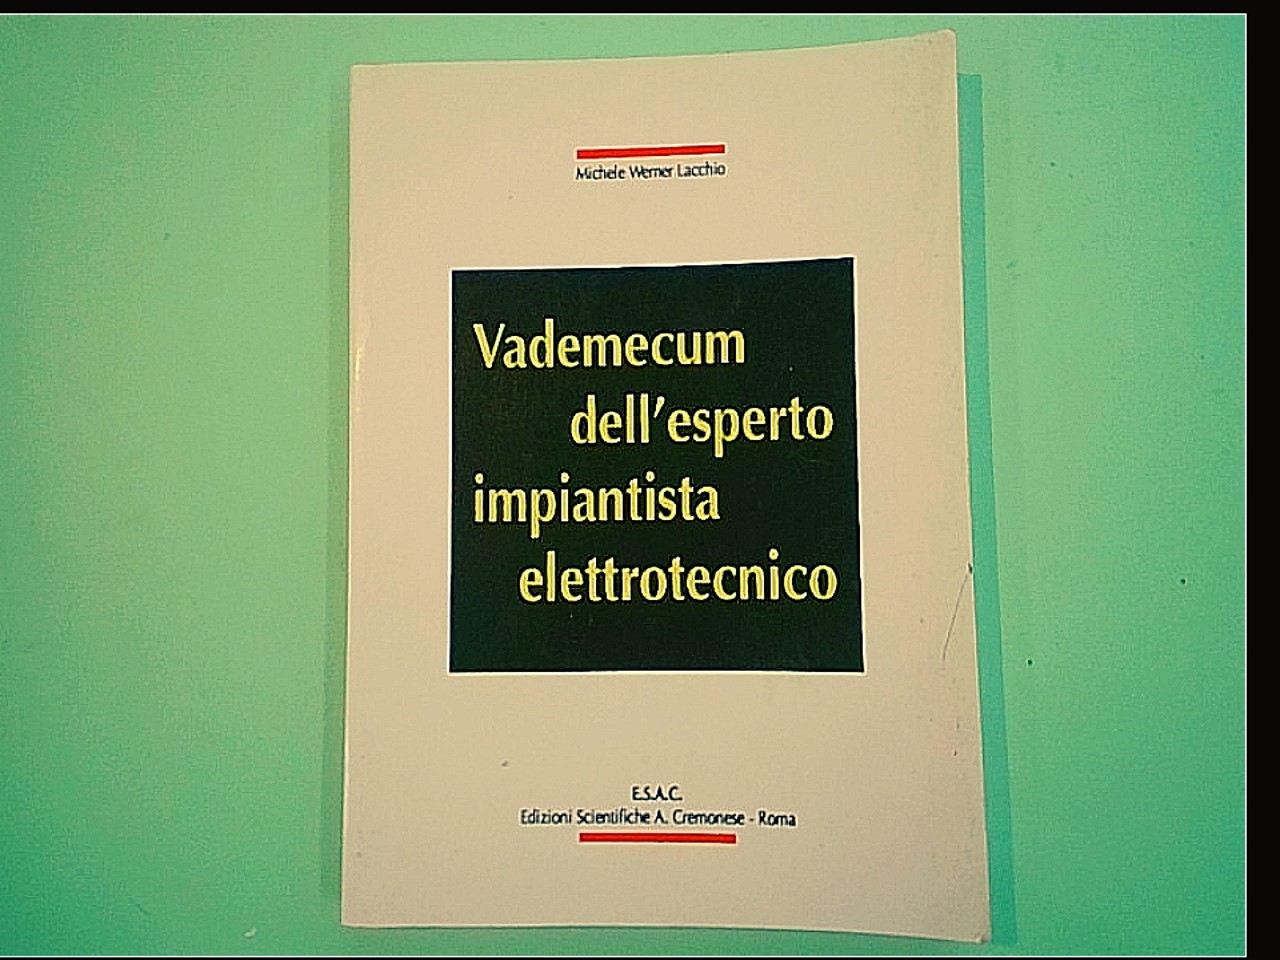 Michele Werner Lacchio
Vademecum
dell'esperto
impiantista
elettrotecnico
E.S.A.C.
Edizioni Scientifiche A. Cremonese - Roma